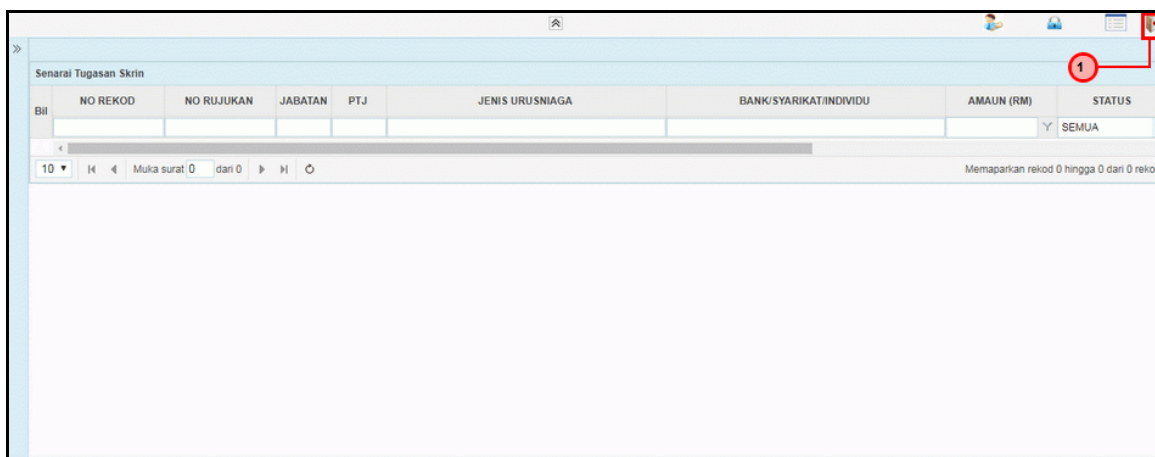 1
Senarai Tugasan Skrin
Bil NO REKOD NO RUJUKAN JABATAN PTJ JENIS URUSNIAGA BANK/SYARIKAT/INDIVIDU AMAUN (RM) STATUS
SEMUA
10 Muka surat 0 dari 0 Memaparkan rekod 0 hingga 0 dari 0 reko